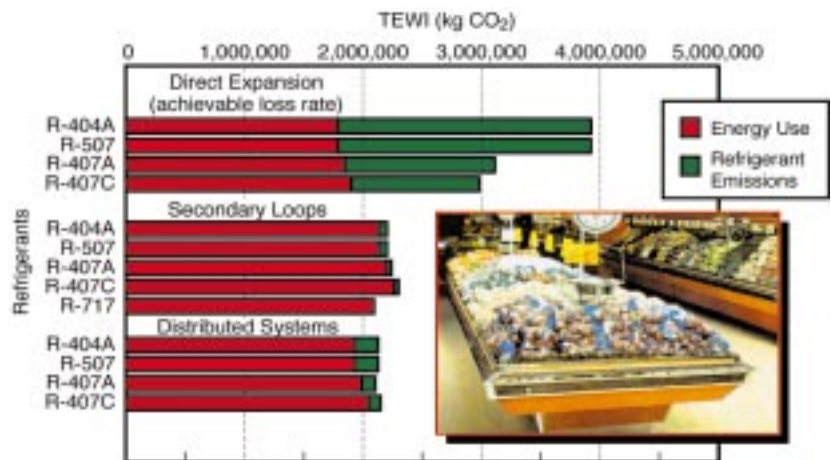 TEWI (kg CO₂)
0 1,000,000 2,000,000 3,000,000 4,000,000 5,000,000
Direct Expansion
(achievable loss rate)
R-404A
R-507
R-407A
R-407C
Energy Use
Refrigerant
Emissions
Secondary Loops
R-404A
R-507
R-407A
R-407C
R-717
Distributed Systems
R-404A
R-507
R-407A
R-407C
Refrigerants